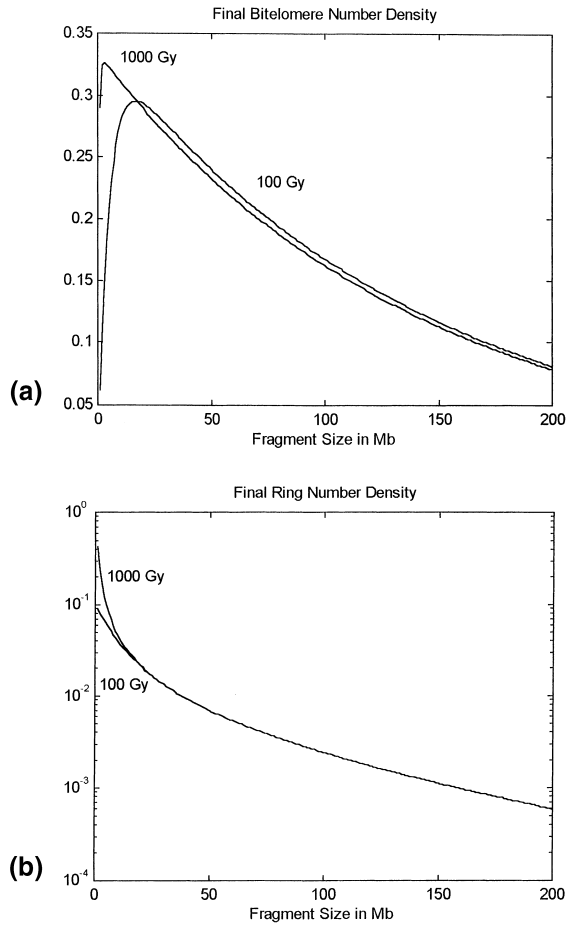 Final Bitelomere Number Density
0.35
0.3
0.25
0.2
0.15
0.1
0.05
1000 Gy
100 Gy
0 50 100 150 200
Fragment Size in Mb
(a)
Final Ring Number Density
10^0
10^-1
10^-2
10^-3
10^-4
1000 Gy
100 Gy
0 50 100 150 200
Fragment Size in Mb
(b)